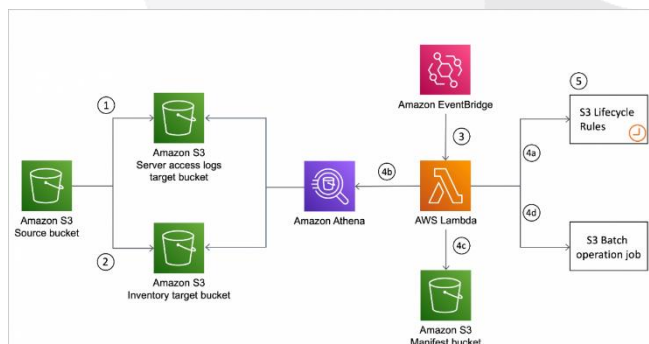 1
Amazon S3
Server access logs
target bucket
Amazon S3
Source bucket
2
Amazon S3
Inventory target bucket
Amazon Athena
4b
Amazon EventBridge
3
AWS Lambda
4c
Amazon S3
Manifest bucket
4a
4d
5
S3 Lifecycle
Rules
S3 Batch
operation job